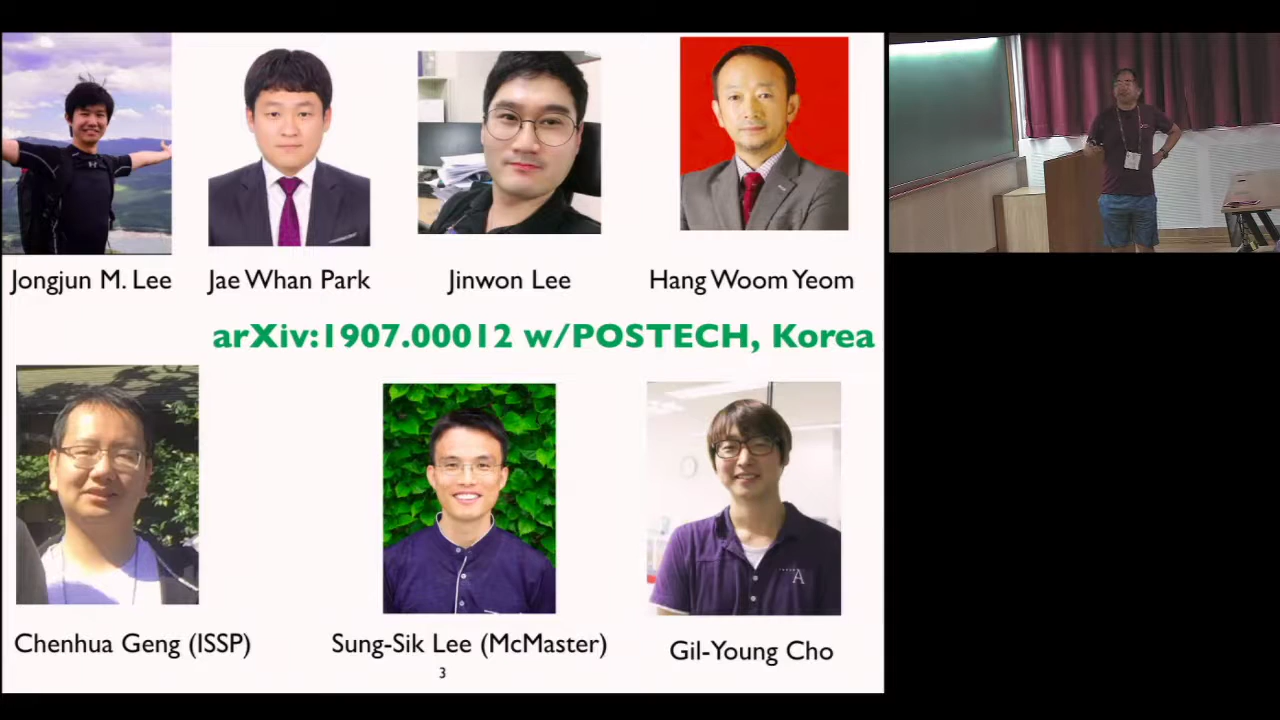 Jongjun M. Lee
Jae Whan Park
Jinwon Lee
Hang Woom Yeom
arXiv:1907.00012 w/POSTECH, Korea
A
Chenhua Geng (ISSP)
Sung-Sik Lee (McMaster)
Gil-Young Cho
3